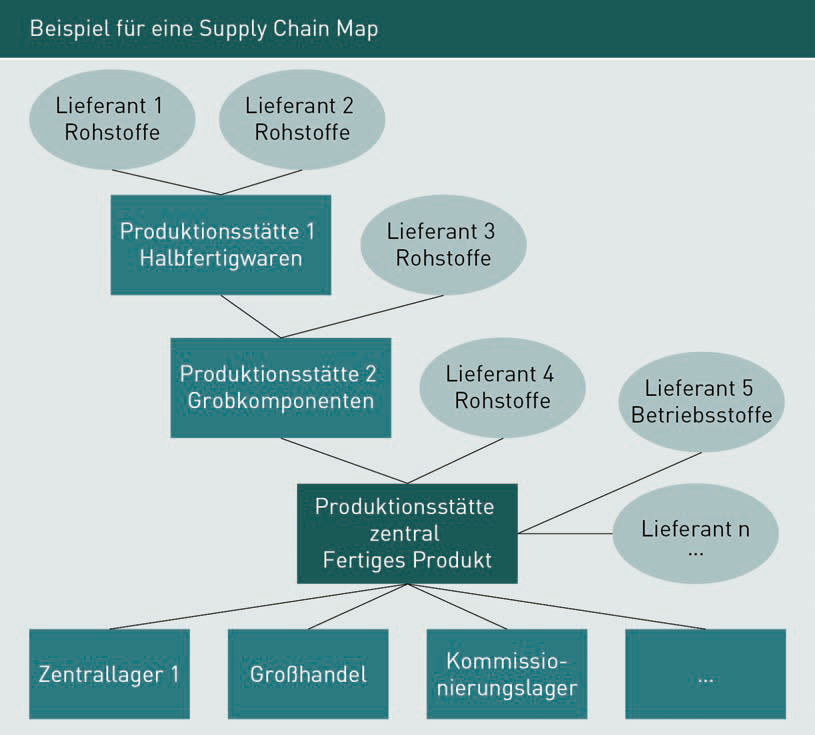 Beispiel für eine Supply Chain Map
Lieferant 1
Rohstoffe
Lieferant 2
Rohstoffe
Produktionsstätte 1
Halbfertigwaren
Lieferant 3
Rohstoffe
Produktionsstätte 2
Grobkomponenten
Lieferant 4
Rohstoffe
Lieferant 5
Betriebsstoffe
Produktionsstätte
zentral
Fertiges Produkt
Lieferant n
...
Zentrallager 1
Großhandel
Kommissio-
nierungslager
...